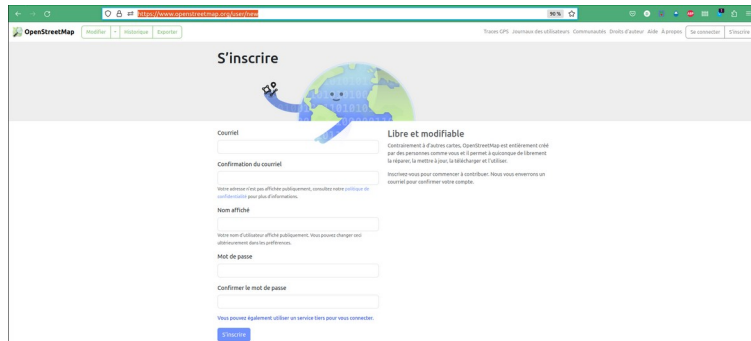 https://www.openstreetmap.org/user/new
90 %
OpenStreetMap
Modifier
Historique
Exporter
Traces GPS Journaux des utilisateurs Communautés Droits d'auteur Aide À propos
Se connecter
S'inscrire
S'inscrire
Courriel
Confirmation du courriel
Votre adresse n'est pas affichée publiquement, consultez notre politique de
confidentialité pour plus d'informations.
Nom affiché
Votre nom d'utilisateur affiché publiquement. Vous pouvez changer ceci
ultérieurement dans les préférences.
Mot de passe
Confirmer le mot de passe
Vous pouvez également utiliser un service tiers pour vous connecter.
S'inscrire
Libre et modifiable
Contrairement à d'autres cartes, OpenStreetMap est entièrement créé
par des personnes comme vous et il permet à quiconque de librement
la réparer, la mettre à jour, la télécharger et l'utiliser.
Inscrivez-vous pour commencer à contribuer. Nous vous enverrons un
courriel pour confirmer votre compte.